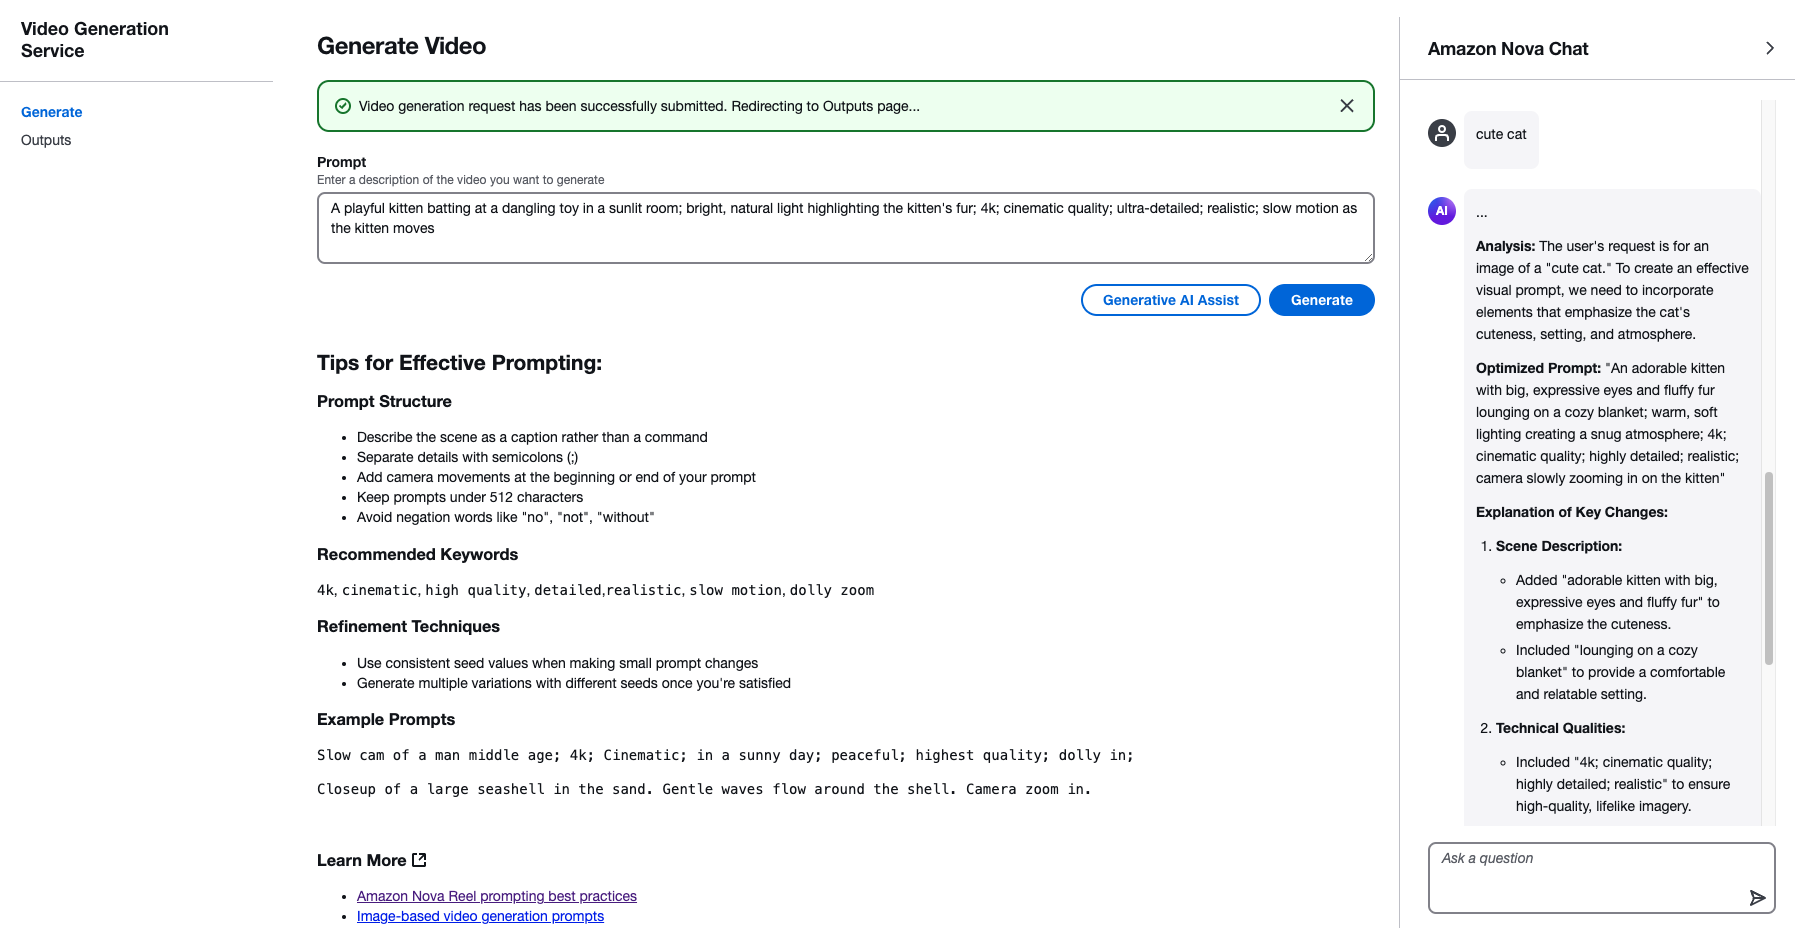 Video Generation
Service
Generate
Outputs
Generate Video
Video generation request has been successfully submitted. Redirecting to Outputs page...
Prompt
Enter a description of the video you want to generate
A playful kitten batting at a dangling toy in a sunlit room; bright, natural light highlighting the kitten's fur; 4k; cinematic quality; ultra-detailed; realistic; slow motion as
the kitten moves
Generative AI Assist
Generate
Tips for Effective Prompting:
Prompt Structure
• Describe the scene as a caption rather than a command
• Separate details with semicolons (;)
• Add camera movements at the beginning or end of your prompt
• Keep prompts under 512 characters
• Avoid negation words like "no", "not", "without"
Recommended Keywords
4k, cinematic, high quality, detailed,realistic, slow motion, dolly zoom
Refinement Techniques
• Use consistent seed values when making small prompt changes
• Generate multiple variations with different seeds once you're satisfied
Example Prompts
Slow cam of a man middle age; 4k; Cinematic; in a sunny day; peaceful; highest quality; dolly in;
Closeup of a large seashell in the sand. Gentle waves flow around the shell. Camera zoom in.
Learn More
• Amazon Nova Reel prompting best practices
• Image-based video generation prompts
Amazon Nova Chat
cute cat
AI
...
Analysis: The user's request is for an
image of a "cute cat." To create an effective
visual prompt, we need to incorporate
elements that emphasize the cat's
cuteness, setting, and atmosphere.
Optimized Prompt: "An adorable kitten
with big, expressive eyes and fluffy fur
lounging on a cozy blanket; warm, soft
lighting creating a snug atmosphere; 4k;
cinematic quality; highly detailed; realistic;
camera slowly zooming in on the kitten"
Explanation of Key Changes:
1. Scene Description:
◦ Added "adorable kitten with big,
expressive eyes and fluffy fur" to
emphasize the cuteness.
◦ Included "lounging on a cozy
blanket" to provide a comfortable
and relatable setting.
2. Technical Qualities:
◦ Included "4k; cinematic quality;
highly detailed; realistic" to ensure
high-quality, lifelike imagery.
Ask a question